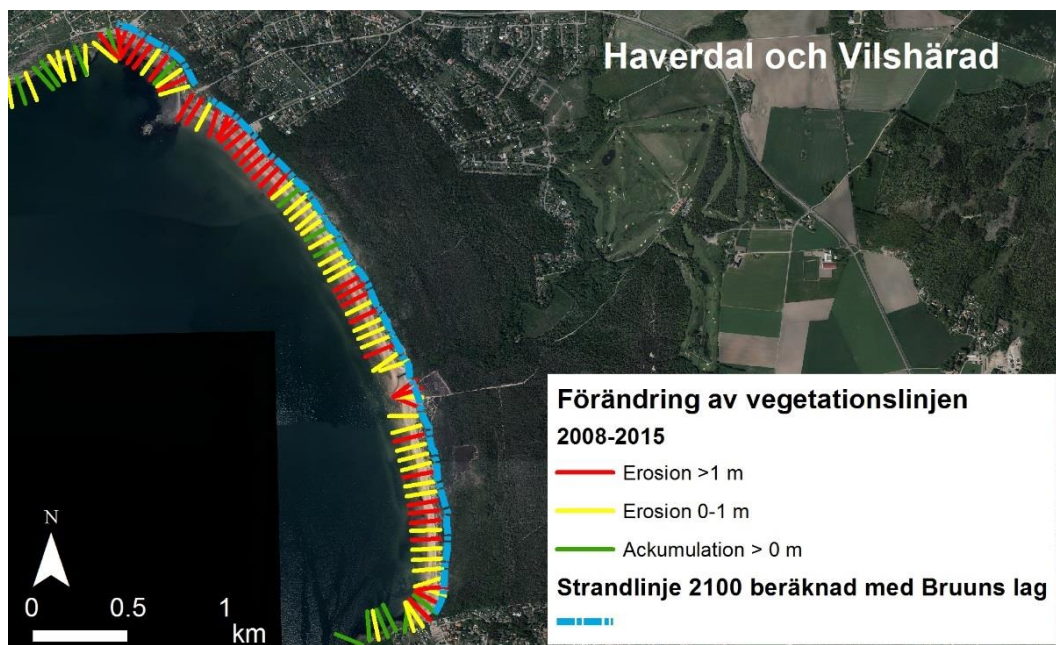 Haverdal och Vilshärad
Förändring av vegetationslinjen
2008-2015
Erosion >1 m
Erosion 0-1 m
Ackumulation > 0 m
Strandlinje 2100 beräknad med Bruuns lag
N
0 0.5 1
km